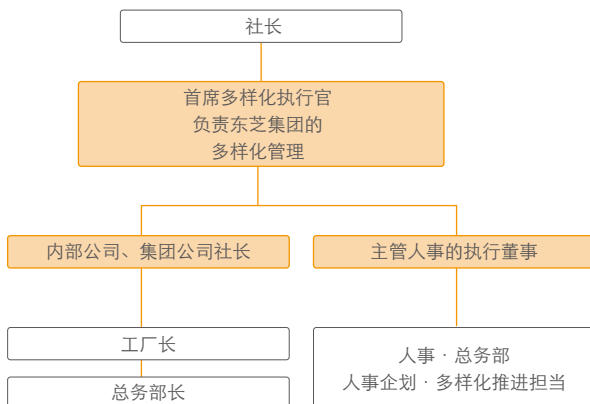 社长
首席多样化执行官
负责东芝集团的
多样化管理
内部公司、集团公司社长
主管人事的执行董事
工厂长
总务部长
人事·总务部
人事企划·多样化推进担当